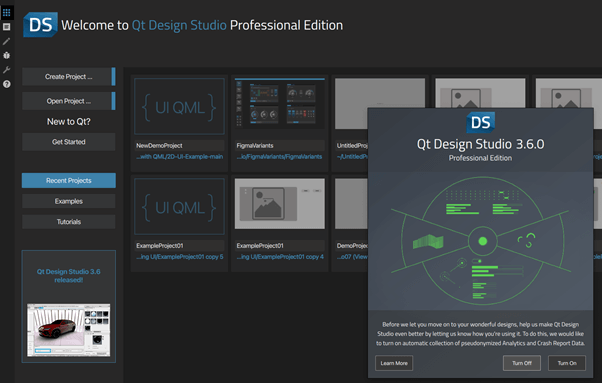 DS Welcome to Qt Design Studio Professional Edition
Create Project ...
Open Project ...
New to Qt?
Get Started
Recent Projects
Examples
Tutorials
Qt Design Studio 3.6
released!
{ UI QML }
NewDemoProject
...with QML/2D-UI-Example-main
FigmaVariants
...io/FigmaVariants/FigmaVariants
UntitledProj
~/UntitledProj
{ UI QML }
ExampleProject01
...ing UI/ExampleProject01 copy 5
ExampleProject01
...ing UI/ExampleProject01 copy 4
DemoProje
...o07 (View
DS
Qt Design Studio 3.6.0
Professional Edition
Before we let you move on to your wonderful designs, help us make Qt Design
Studio even better by letting us know how you're using it. To do this, we would
like to turn on automatic collection of pseudonymized Analytics and Crash Report Data.
Learn More
Turn Off
Turn On